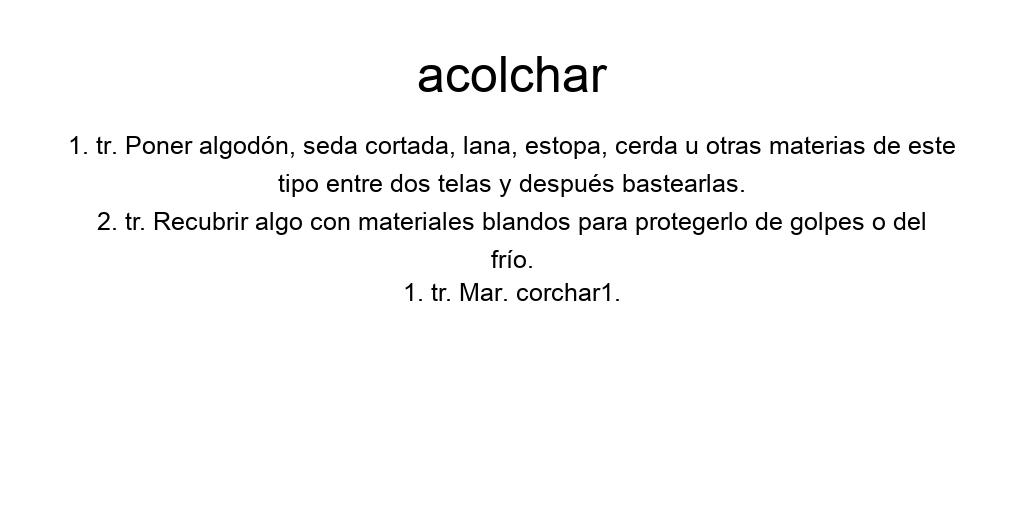 acolchar
1. tr. Poner algodón, seda cortada, lana, estopa, cerda u otras materias de este
tipo entre dos telas y después bastearlas.
2. tr. Recubrir algo con materiales blandos para protegerlo de golpes o del
frío.
1. tr. Mar. corchar1.